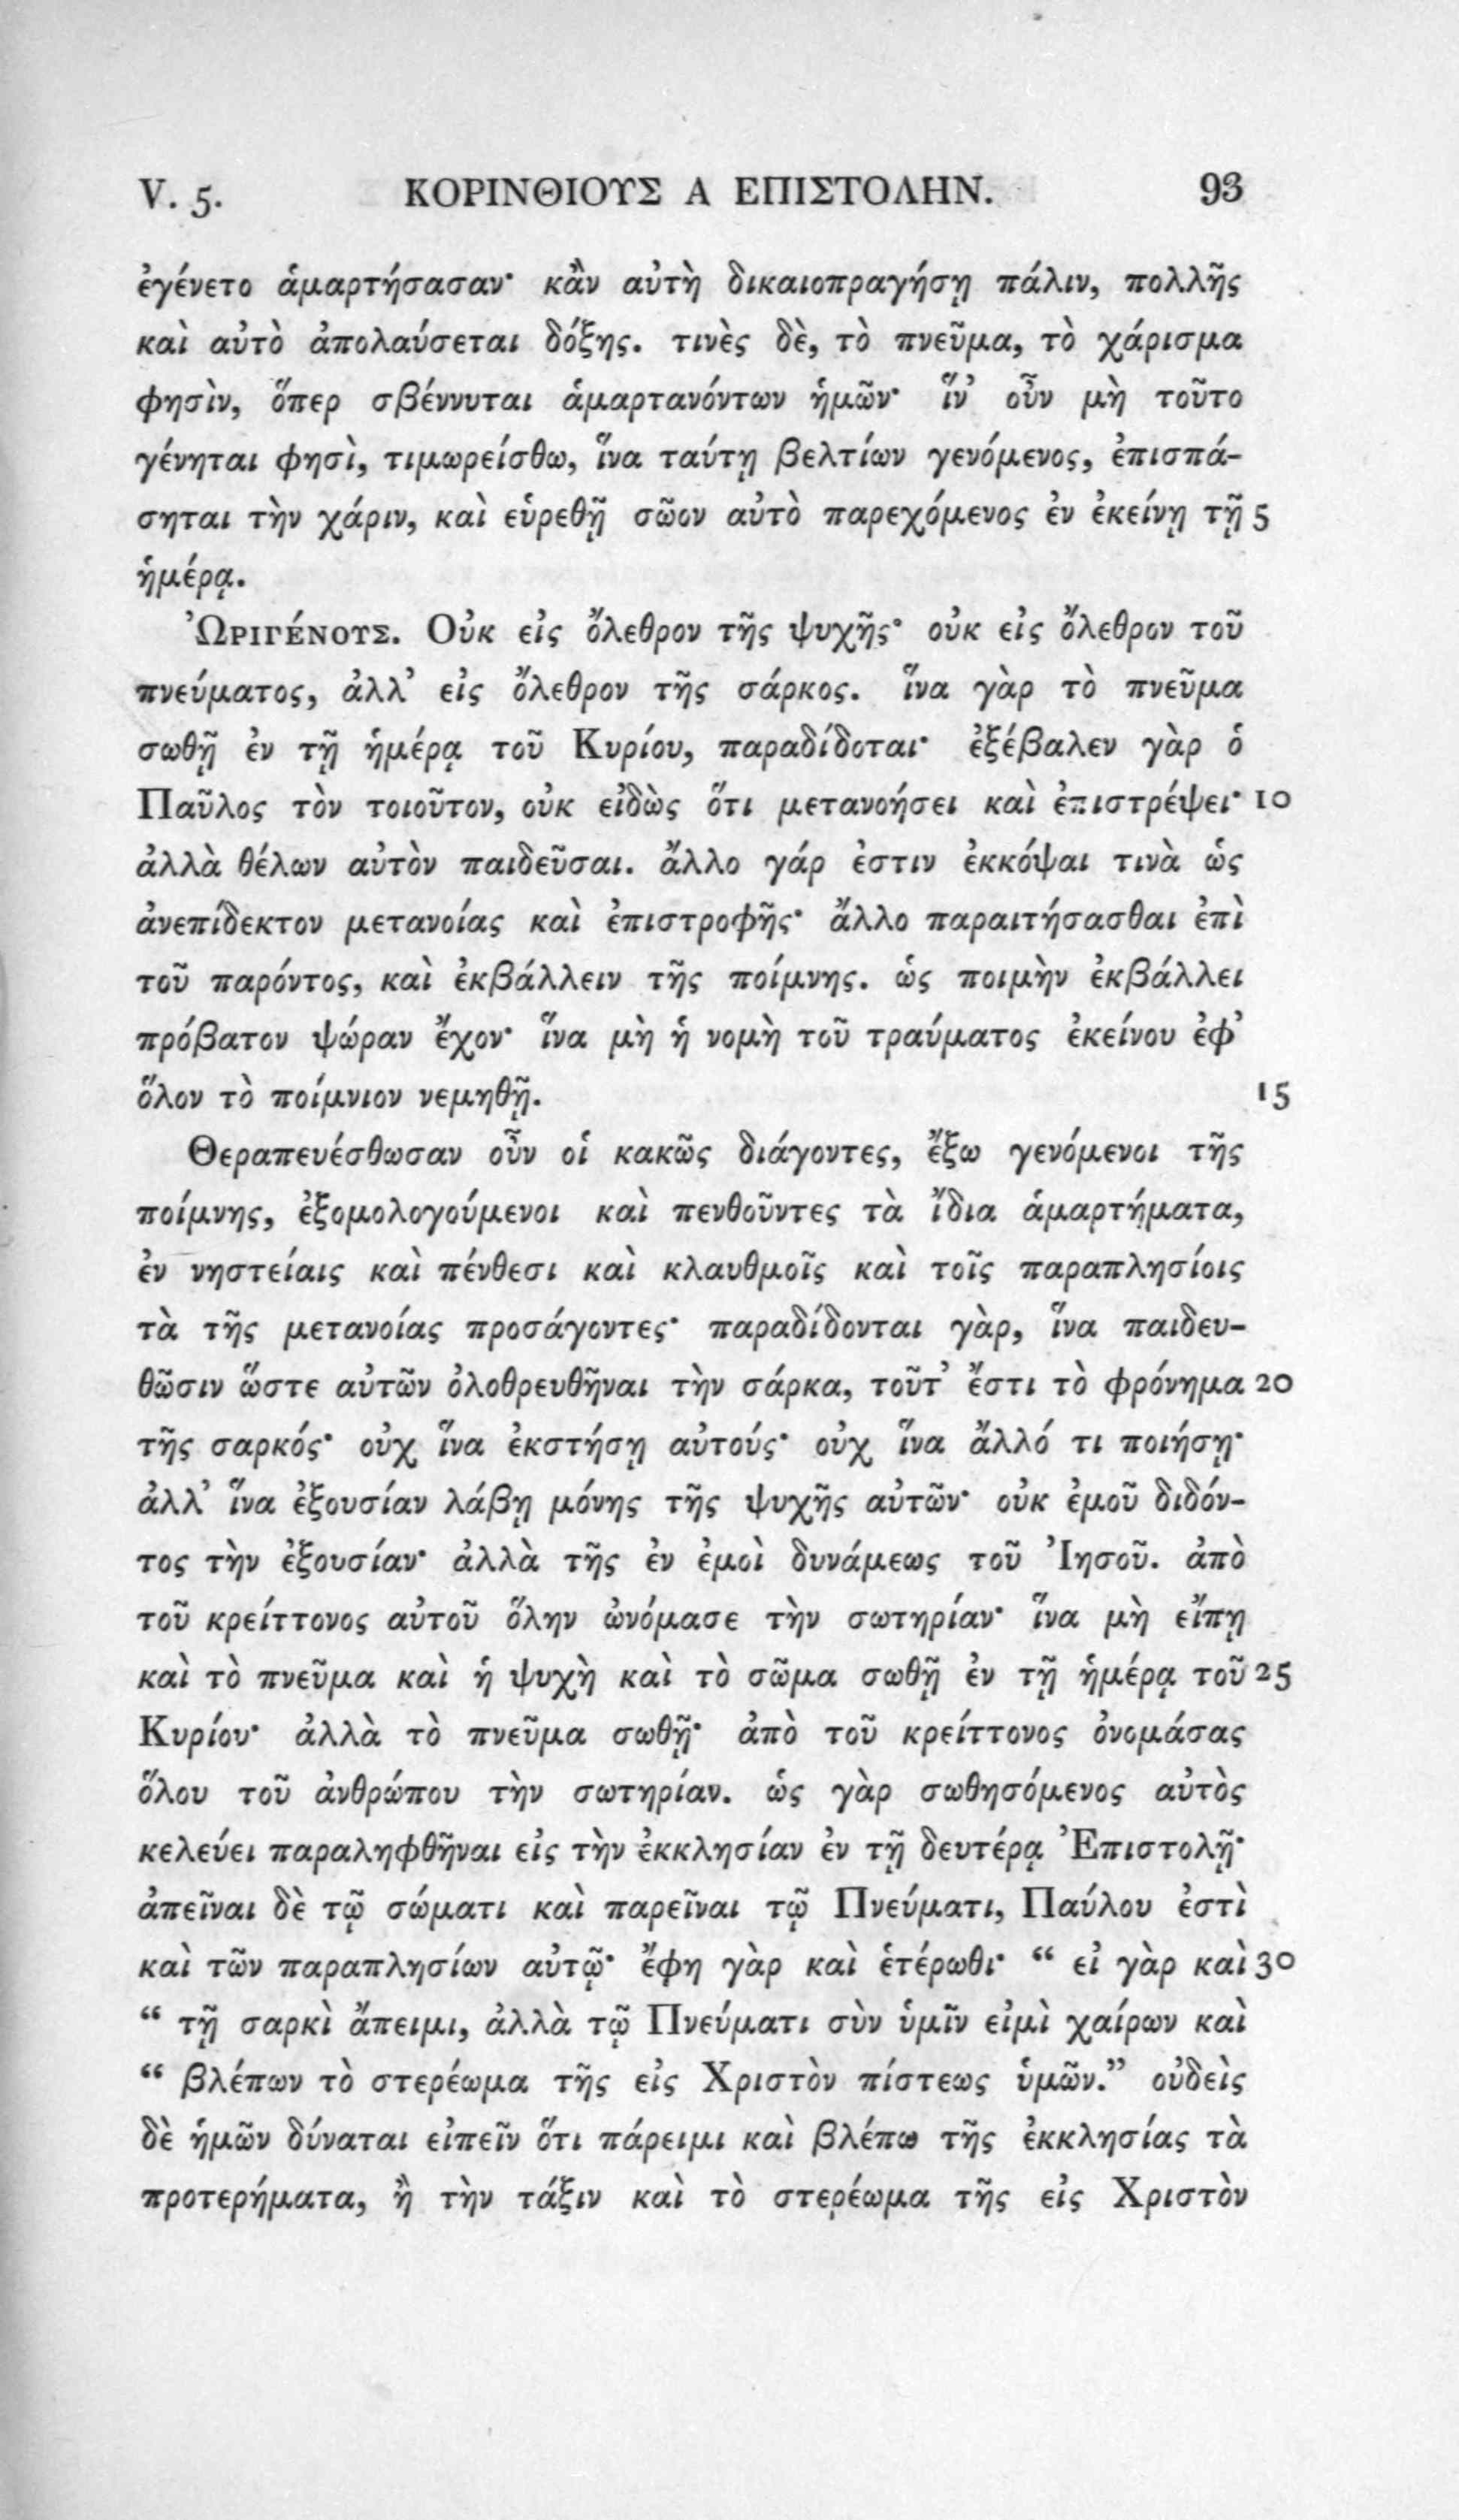 V. 5. ΚΟΡΙΝΘΙΟΥΣ Α ΕΠΙΣΤΟΛΗΝ. 93
ἐγένετο ἁμαρτήσασαν· κἂν αὐτὴ δικαιοπραγήσῃ πάλιν, πολλῆς
καὶ αὐτὸ ἀπολαύσεται δόξης. τινὲς δὲ, τὸ πνεῦμα, τὸ χάρισμα
φησὶν, ὅπερ σβέννυται ἁμαρτανόντων ἡμῶν· ἵν’ οὖν μὴ τοῦτο
γένηται φησὶ, τιμωρείσθω, ἵνα ταύτῃ βελτίων γενόμενος, ἐπισπά-
σηται τὴν χάριν, καὶ εὑρεθῇ σῶον αὐτὸ παρεχόμενος ἐν ἐκείνῃ τῇ 5
ἡμέρᾳ.
ὨΡΙΓΈΝΟΥΣ. Οὐκ εἰς ὄλεθρον τῆς ψυχῆς· οὐκ εἰς ὄλεθρον τοῦ
πνεύματος, ἀλλ’ εἰς ὄλεθρον τῆς σάρκος. ἵνα γὰρ τὸ πνεῦμα
σωθῇ ἐν τῇ ἡμέρᾳ τοῦ Κυρίου, παραδίδοται· ἐξέβαλεν γὰρ ὁ
Παῦλος τὸν τοιοῦτον, οὐκ εἰδὼς ὅτι μετανοήσει καὶ ἐπιστρέψει· 10
ἀλλὰ θέλων αὐτὸν παιδεῦσαι. ἄλλο γάρ ἐστιν ἐκκόψαι τινὰ ὡς
ἀνεπίδεκτον μετανοίας καὶ ἐπιστροφῆς· ἄλλο παραιτήσασθαι ἐπὶ
τοῦ παρόντος, καὶ ἐκβάλλειν τῆς ποίμνης. ὡς ποιμὴν ἐκβάλλει
πρόβατον ψώραν ἔχον· ἵνα μὴ ἡ νομὴ τοῦ τραύματος ἐκείνου ἐφ’
ὅλον τὸ ποίμνιον νεμηθῇ. 15
Θεραπευέσθωσαν οὖν οἱ κακῶς διάγοντες, ἔξω γενόμενοι τῆς
ποίμνης, ἐξομολογούμενοι καὶ πενθοῦντες τὰ ἴδια ἁμαρτήματα,
ἐν νηστείαις καὶ πένθεσι καὶ κλαυθμοῖς καὶ τοῖς παραπλησίοις
τὰ τῆς μετανοίας προσάγοντες· παραδίδονται γὰρ, ἵνα παιδευ-
θῶσιν ὥστε αὐτῶν ὀλοθρευθῆναι τὴν σάρκα, τοῦτ’ ἔστι τὸ φρόνημα 20
τῆς σαρκός· οὐχ ἵνα ἐκστήσῃ αὐτούς· οὐχ ἵνα ἄλλό τι ποιήσῃ·
ἀλλ’ ἵνα ἐξουσίαν λάβῃ μόνης τῆς ψυχῆς αὐτῶν· οὐκ ἐμοῦ διδόν-
τος τὴν ἐξουσίαν· ἀλλὰ τῆς ἐν ἐμοὶ δυνάμεως τοῦ Ἰησοῦ. ἀπὸ
τοῦ κρείττονος αὐτοῦ ὅλην ὠνόμασε τὴν σωτηρίαν· ἵνα μὴ εἴπῃ
καὶ τὸ πνεῦμα καὶ ἡ ψυχὴ καὶ τὸ σῶμα σωθῇ ἐν τῇ ἡμέρᾳ τοῦ 25
Κυρίου· ἀλλὰ τὸ πνεῦμα σωθῇ· ἀπὸ τοῦ κρείττονος ὀνομάσας
ὅλου τοῦ ἀνθρώπου τὴν σωτηρίαν. ὡς γὰρ σωθησόμενος αὐτὸς
κελεύει παραληφθῆναι εἰς τὴν ἐκκλησίαν ἐν τῇ δευτέρᾳ Ἐπιστολῇ·
ἀπεῖναι δὲ τῷ σώματι καὶ παρεῖναι τῷ Πνεύματι, Παύλου ἐστὶ
καὶ τῶν παραπλησίων αὐτῷ· ἔφη γὰρ καὶ ἑτέρωθι· “ εἰ γὰρ καὶ 30
“ τῇ σαρκὶ ἄπειμι, ἀλλὰ τῷ Πνεύματι σὺν ὑμῖν εἰμὶ χαίρων καὶ
“ βλέπων τὸ στερέωμα τῆς εἰς Χριστὸν πίστεως ὑμῶν.” οὐδεὶς
δὲ ἡμῶν δύναται εἰπεῖν ὅτι πάρειμι καὶ βλέπω τῆς ἐκκλησίας τὰ
προτερήματα, ἢ τὴν τάξιν καὶ τὸ στερέωμα τῆς εἰς Χριστὸν